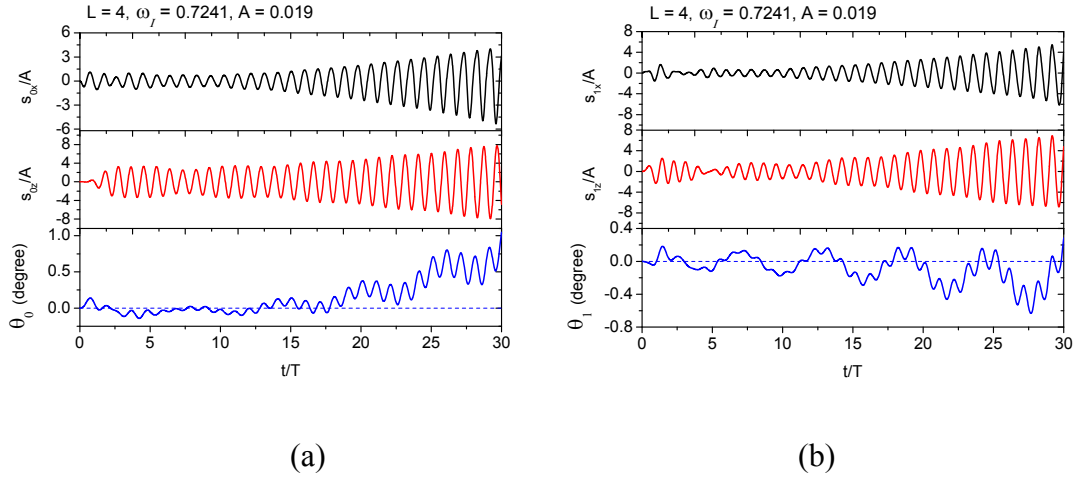 L = 4, ω_I = 0.7241, A = 0.019
s_0x/A
6
3
0
-3
-6
s_0z/A
8
4
0
-4
-8
θ_0 (degree)
1.0
0.5
0.0
0 5 10 15 20 25 30
t/T
(a)
L = 4, ω_I = 0.7241, A = 0.019
s_1x/A
8
4
0
-4
-8
s_1z/A
8
4
0
-4
-8
θ_1 (degree)
0.4
0.0
-0.4
-0.8
0 5 10 15 20 25 30
t/T
(b)